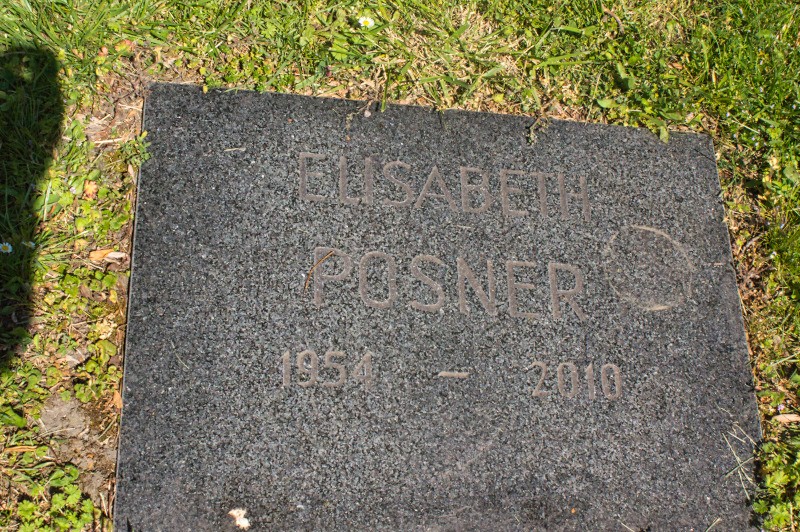 ELISABETH
POSNER
1954 – 2010